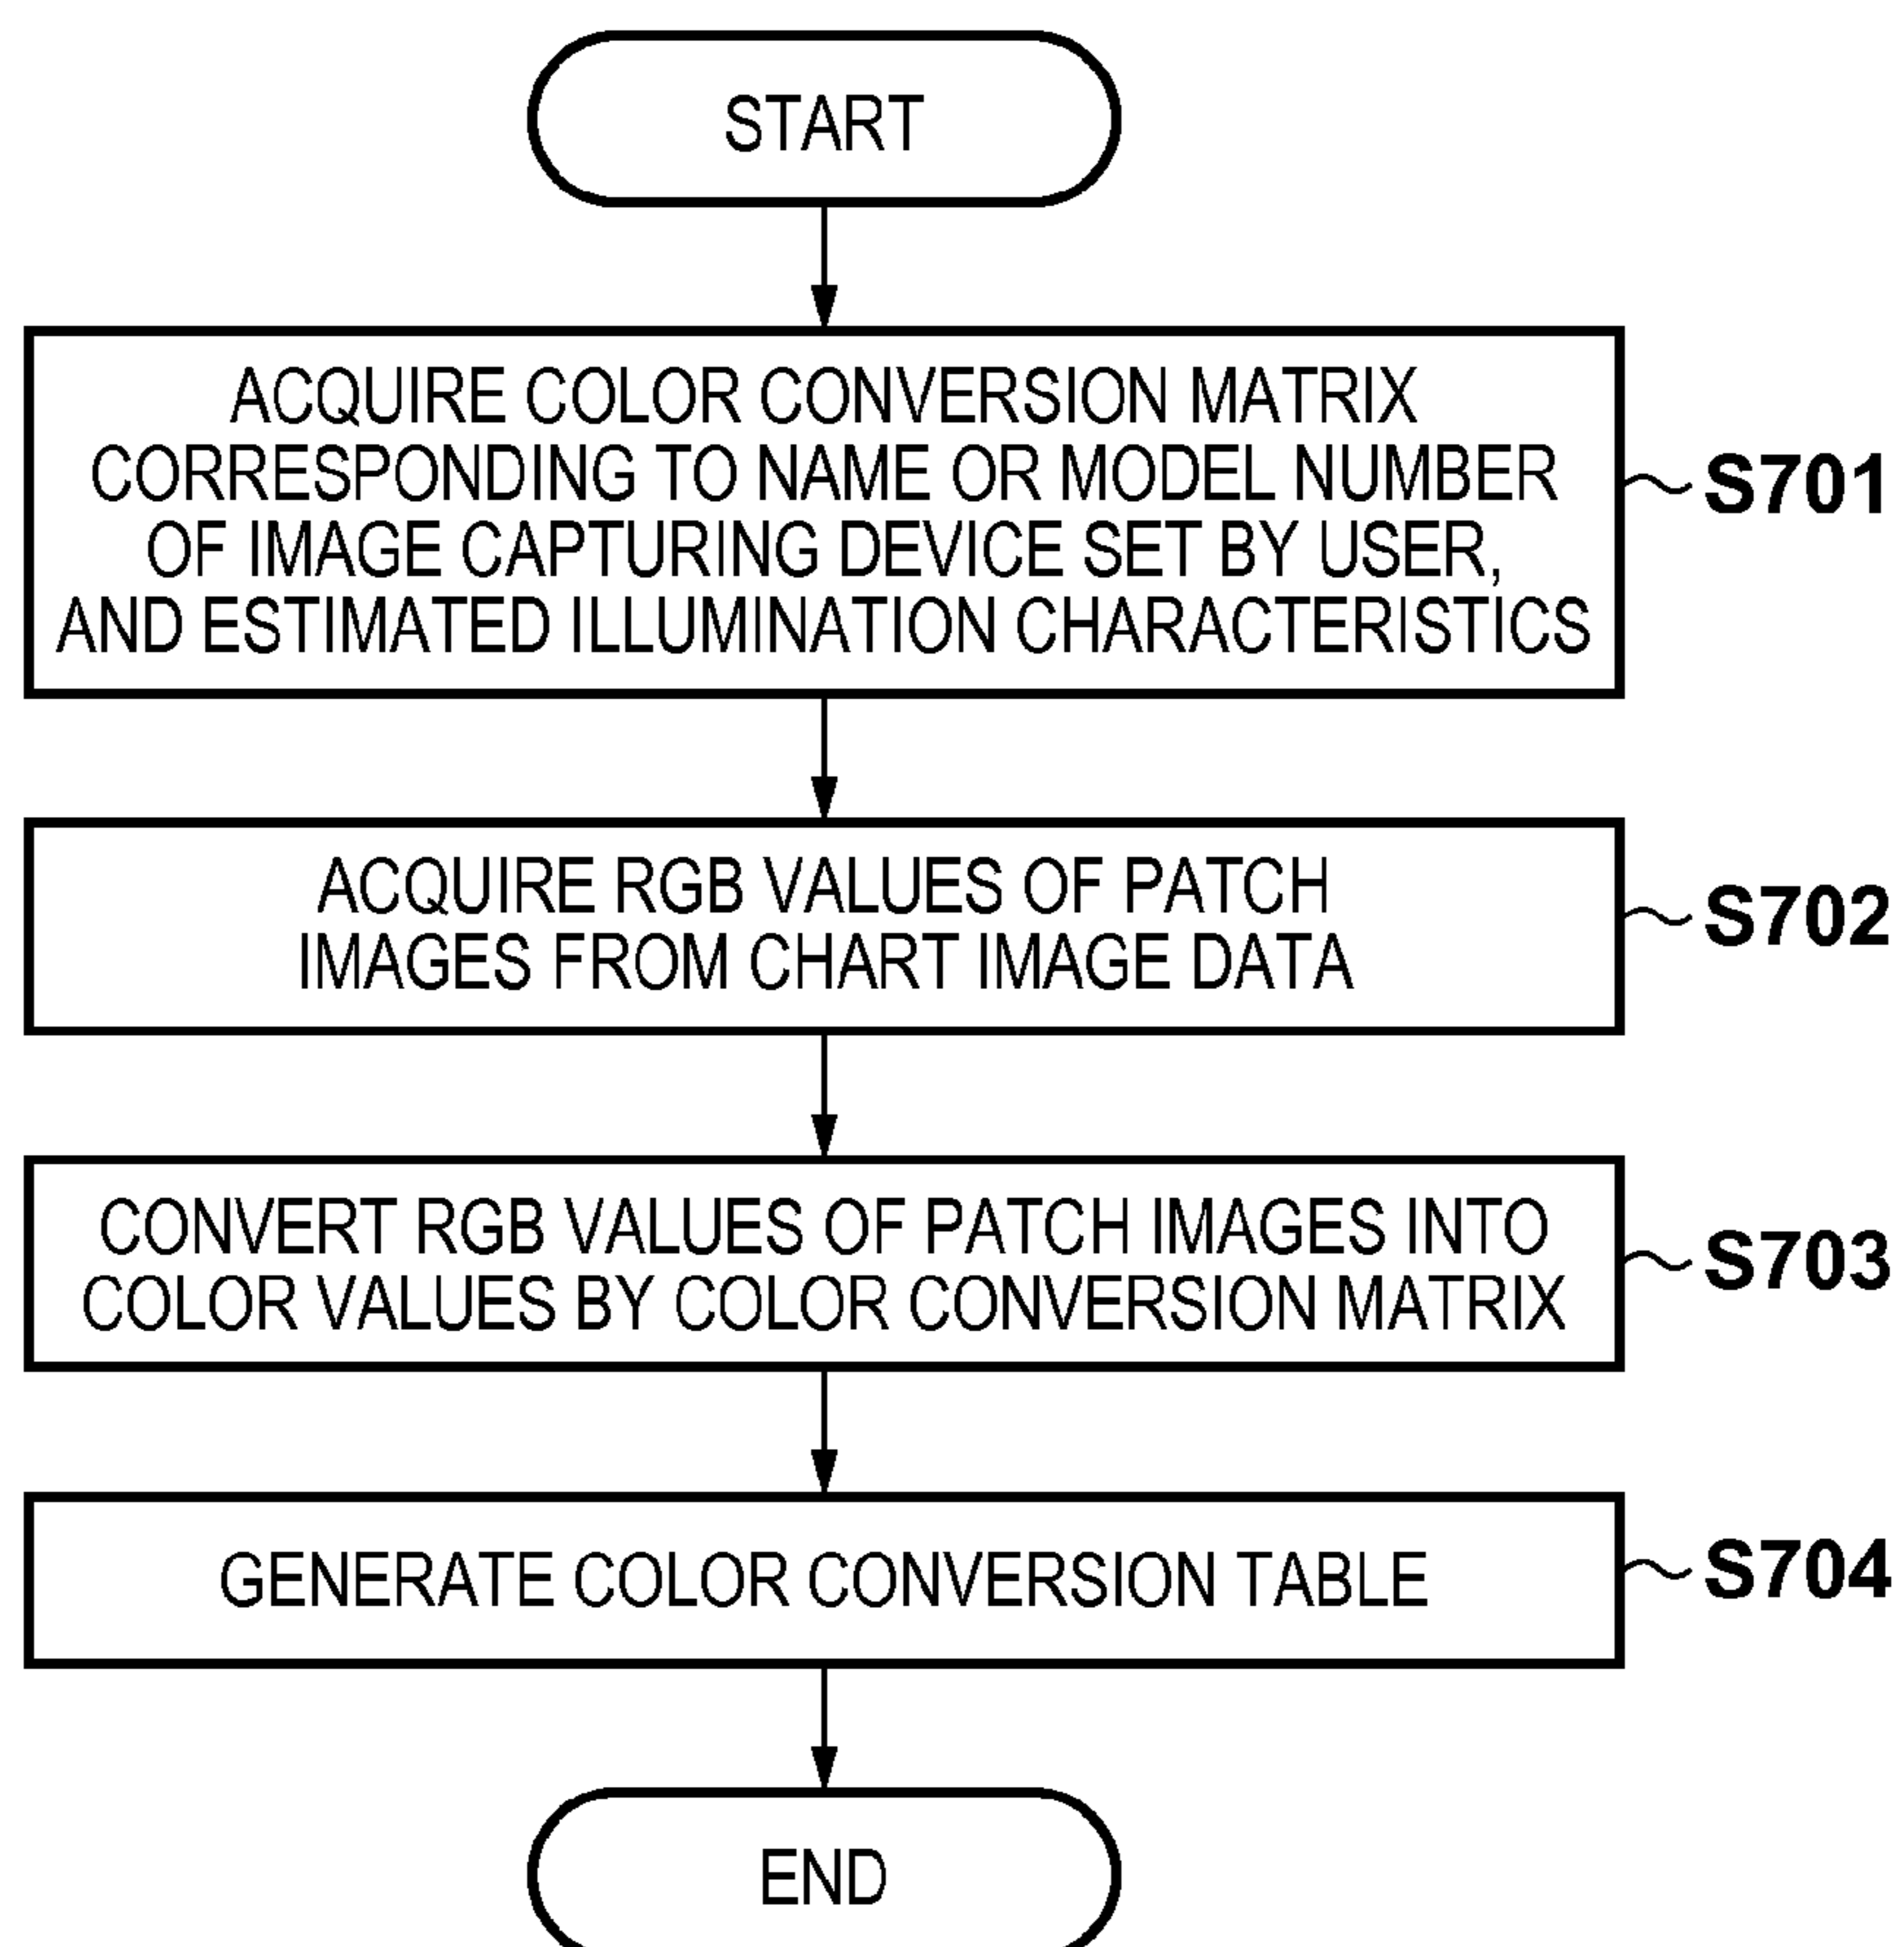 START
ACQUIRE COLOR CONVERSION MATRIX
CORRESPONDING TO NAME OR MODEL NUMBER
OF IMAGE CAPTURING DEVICE SET BY USER,
AND ESTIMATED ILLUMINATION CHARACTERISTICS
S701
ACQUIRE RGB VALUES OF PATCH
IMAGES FROM CHART IMAGE DATA
S702
CONVERT RGB VALUES OF PATCH IMAGES INTO
COLOR VALUES BY COLOR CONVERSION MATRIX
S703
GENERATE COLOR CONVERSION TABLE
S704
END